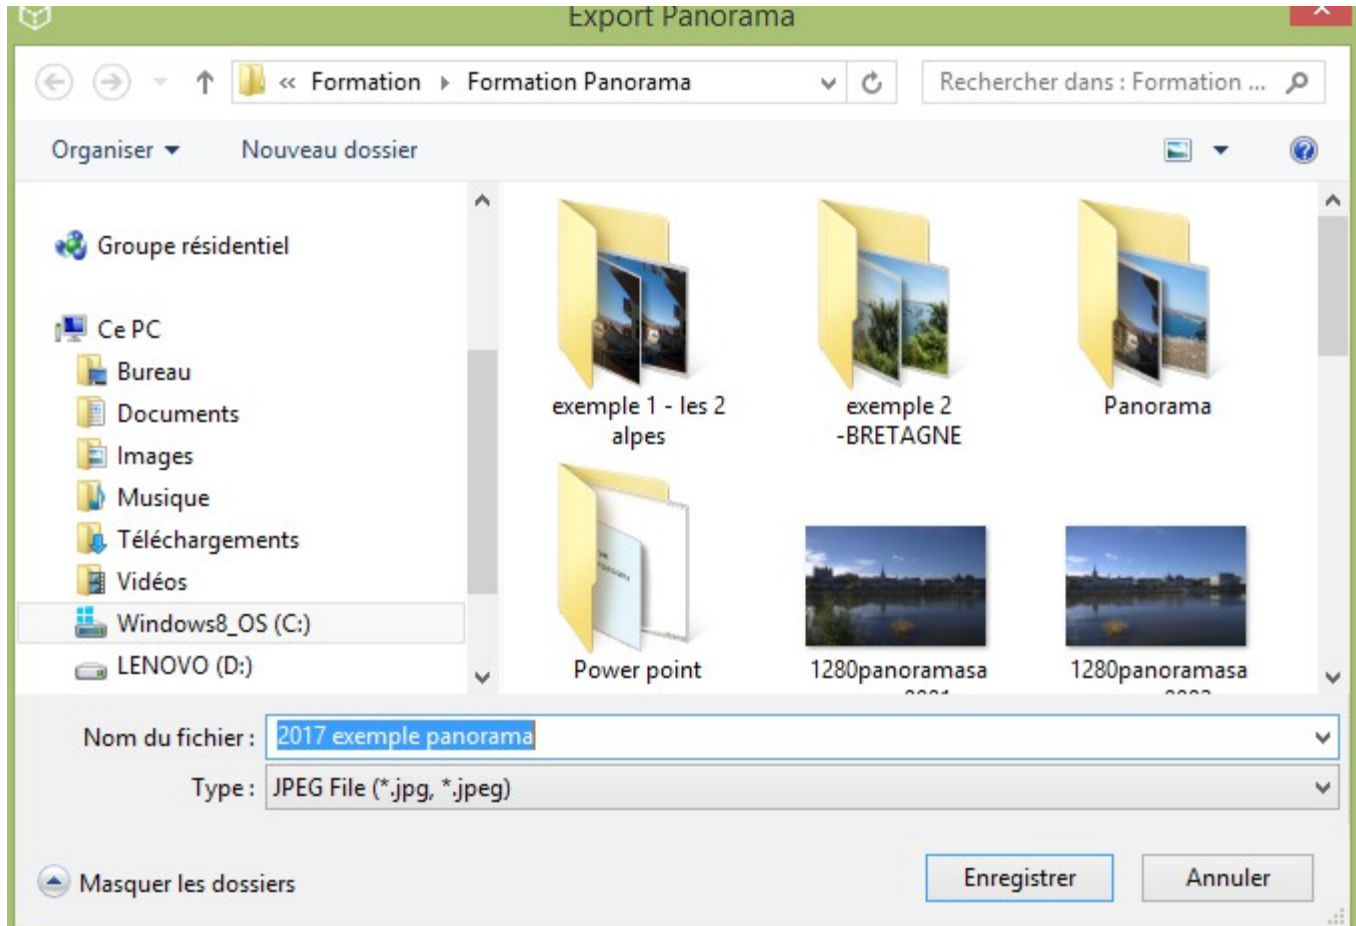 Export Panorama
« Formation Formation Panorama
Rechercher dans : Formation ...
Organiser
Nouveau dossier
Groupe résidentiel
Ce PC
Bureau
Documents
Images
Musique
Téléchargements
Vidéos
Windows8_OS (C:)
LENOVO (D:)
exemple 1 - les 2
alpes
exemple 2
-BRETAGNE
Panorama
Power point
1280panoramasa
1280panoramasa
Nom du fichier : 2017 exemple panorama
Type : JPEG File (*.jpg, *.jpeg)
Masquer les dossiers
Enregistrer
Annuler